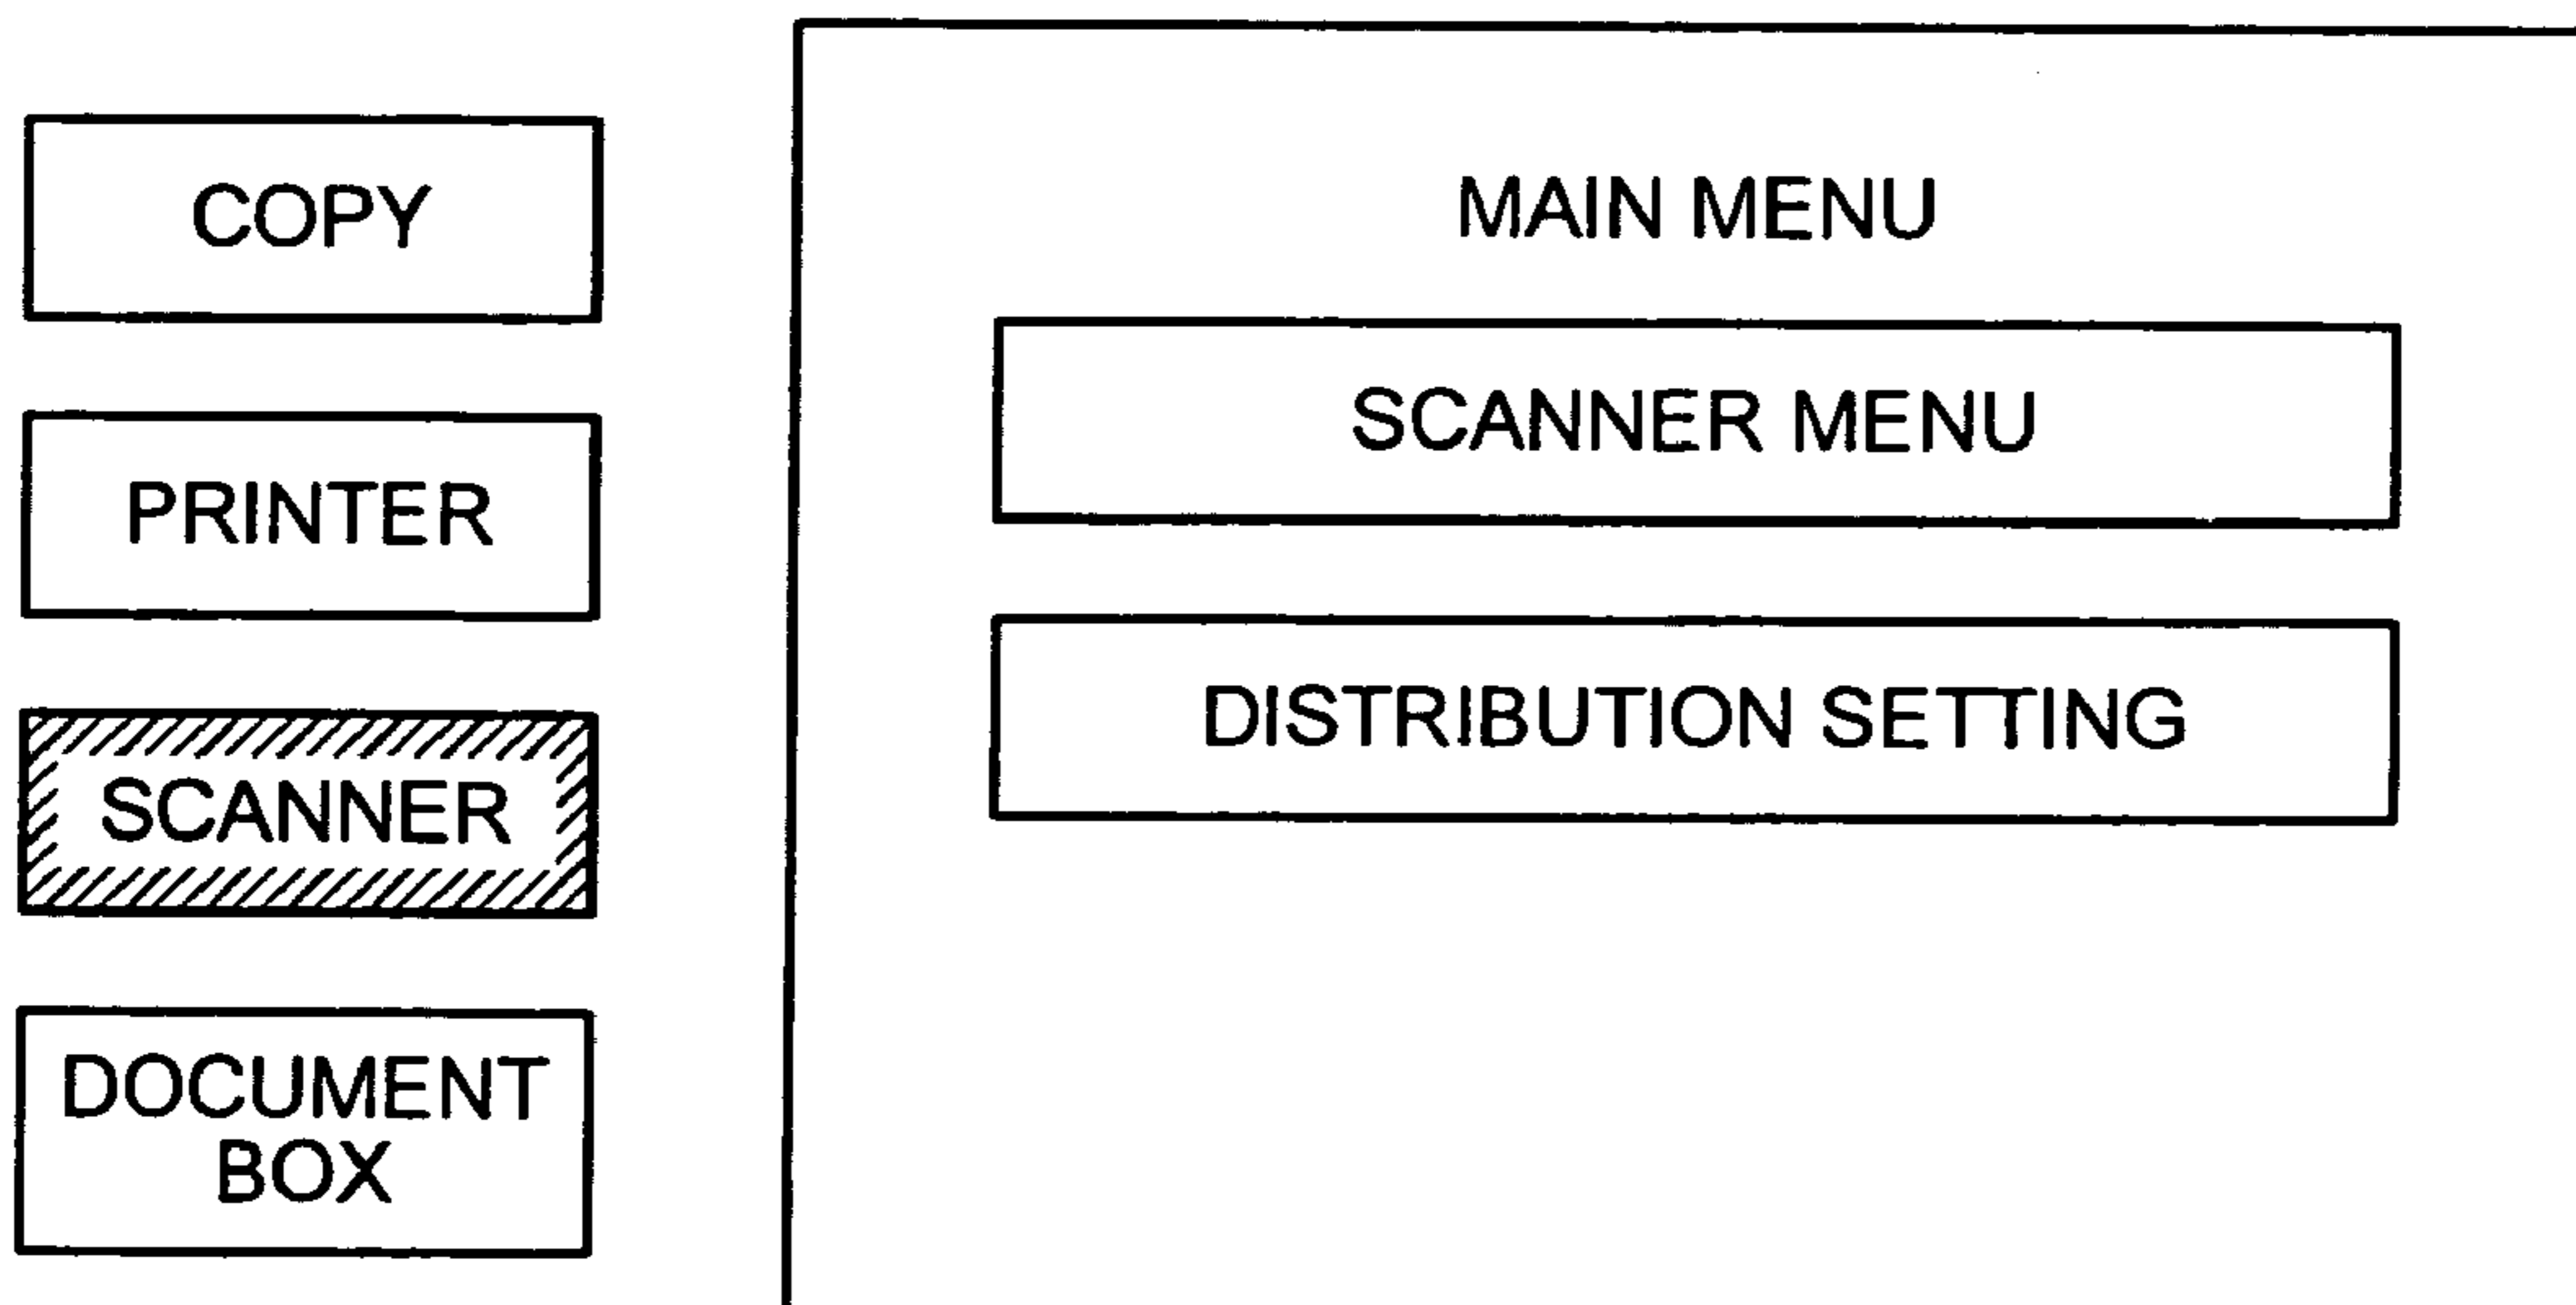 COPY
PRINTER
SCANNER
DOCUMENT
BOX
MAIN MENU
SCANNER MENU
DISTRIBUTION SETTING